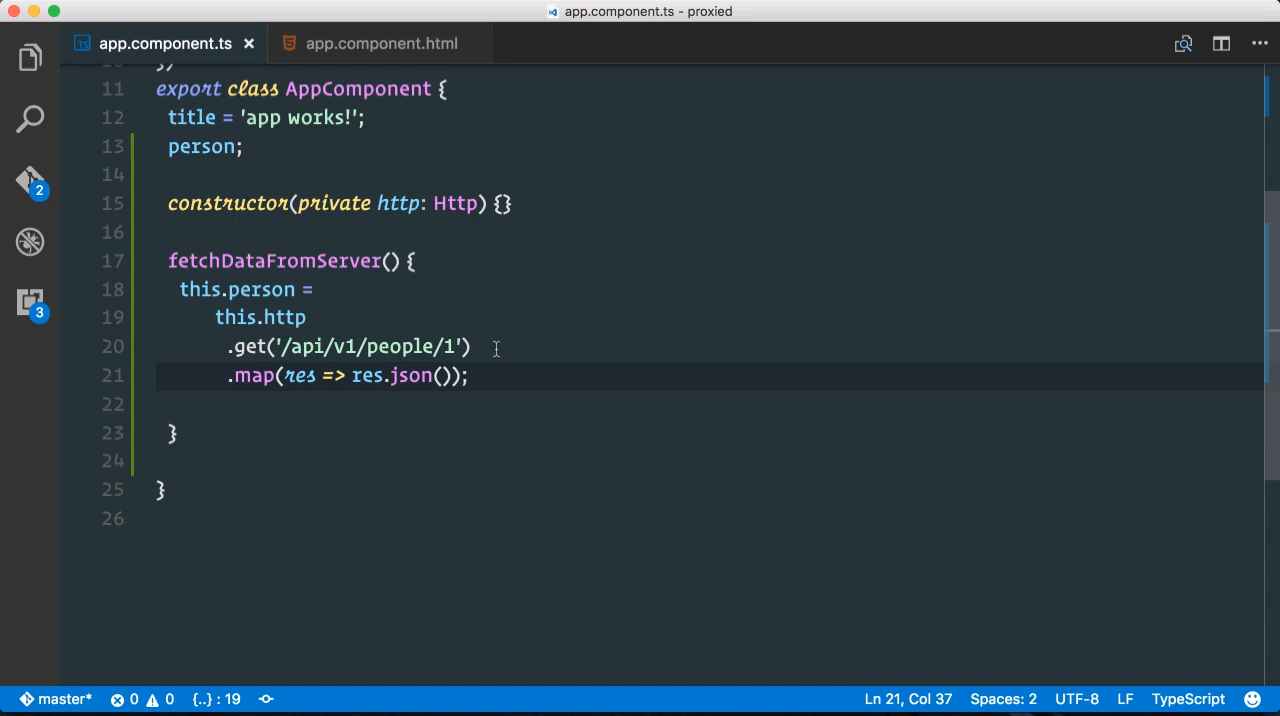 app.component.ts - proxied
app.component.ts × app.component.html
10 })
11 export class AppComponent {
12 title = 'app works!';
13 person;
14
15 constructor(private http: Http) {}
16
17 fetchDataFromServer() {
18 this.person =
19 this.http
20 .get('/api/v1/people/1')
21 .map(res => res.json());
22
23 }
24
25 }
26
2
3
master* 0 0 {..} : 19 Ln 21, Col 37 Spaces: 2 UTF-8 LF TypeScript